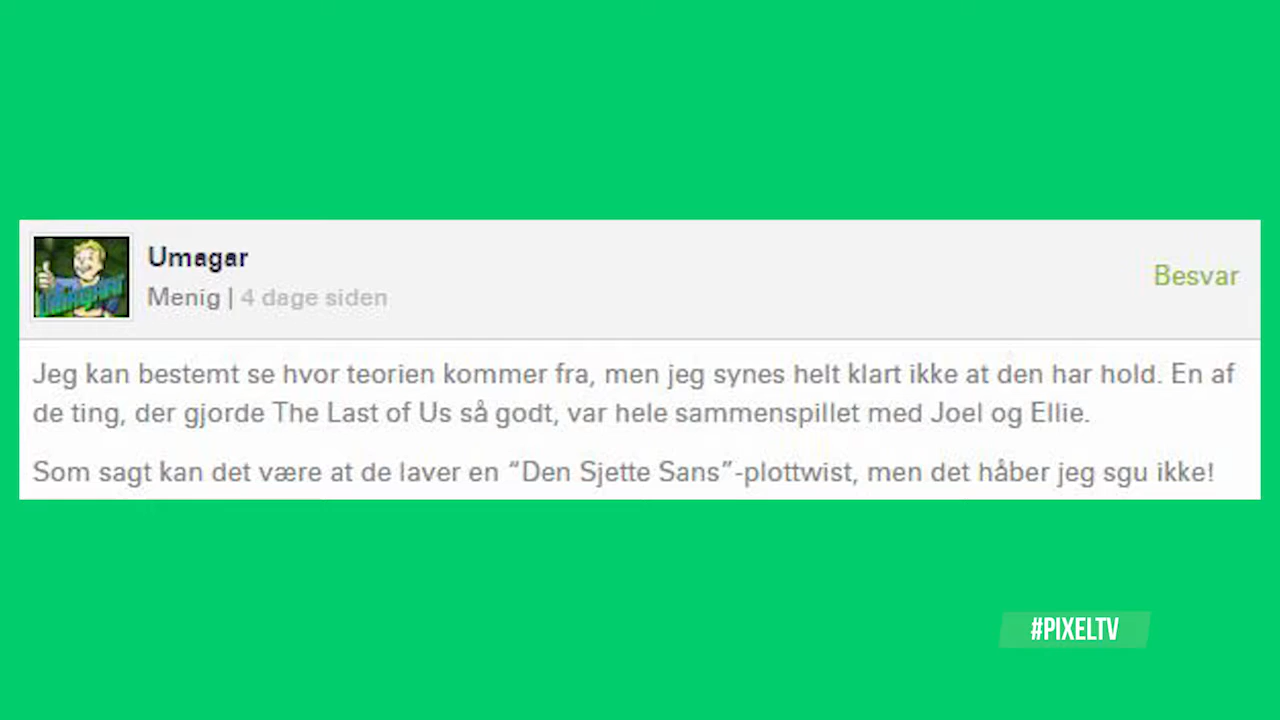 Umagar
Menig | 4 dage siden
Besvar
Jeg kan bestemt se hvor teorien kommer fra, men jeg synes helt klart ikke at den har hold. En af
de ting, der gjorde The Last of Us så godt, var hele sammenspillet med Joel og Ellie.
Som sagt kan det være at de laver en “Den Sjette Sans”-plottwist, men det håber jeg sgu ikke!
#PIXELTV